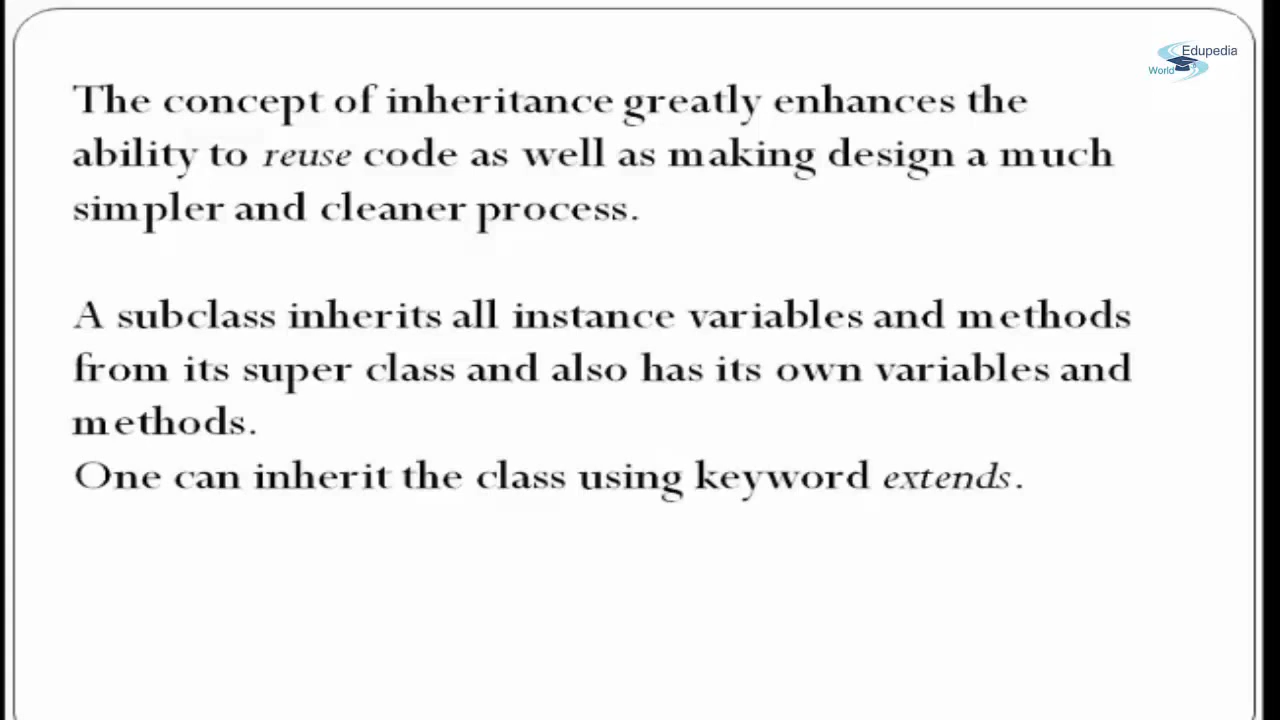 Edupedia
World
The concept of inheritance greatly enhances the
ability to reuse code as well as making design a much
simpler and cleaner process.
A subclass inherits all instance variables and methods
from its super class and also has its own variables and
methods.
One can inherit the class using keyword extends.